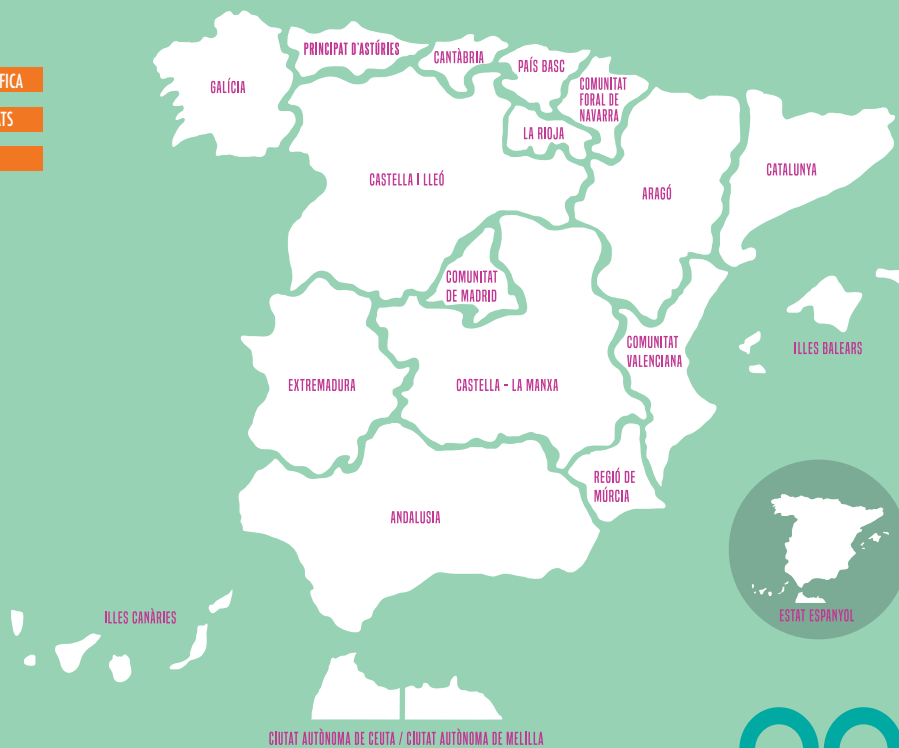 FICA
TS
GALÍCIA
PRINCIPAT D'ASTÚRIES
CANTÀBRIA
PAÍS BASC
COMUNITAT
FORAL DE
NAVARRA
LA RIOJA
CASTELLA I LLEÓ
ARAGÓ
CATALUNYA
COMUNITAT
DE MADRID
COMUNITAT
VALENCIANA
ILLES BALEARS
EXTREMADURA
CASTELLA - LA MANXA
REGIÓ DE
MÚRCIA
ANDALUSIA
ILLES CANÀRIES
ESTAT ESPANYOL
CIUTAT AUTÒNOMA DE CEUTA / CIUTAT AUTÒNOMA DE MELILLA